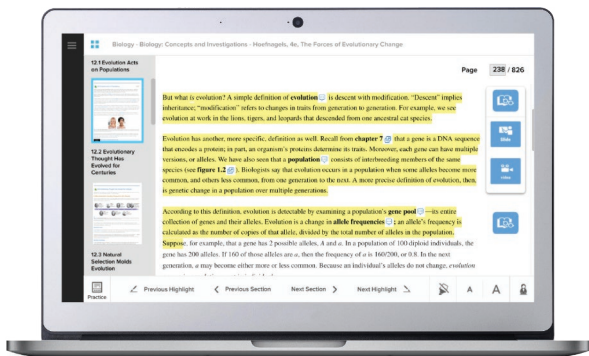 Biology - Biology: Concepts and Investigations - Hoefnagels, 4e, The Forces of Evolutionary Change
12.1 Evolution Acts
on Populations
12.2 Evolutionary
Thought Has
Evolved for
Centuries
12.3 Natural
Selection Molds
Evolution
Page 238 / 826
But what is evolution? A simple definition of evolution is descent with modification. "Descent" implies
inheritance; "modification" refers to changes in traits from generation to generation. For example, we see
evolution at work in the lions, tigers, and leopards that descended from one ancestral cat species.
Evolution has another, more specific, definition as well. Recall from chapter 7 that a gene is a DNA sequence
that encodes a protein; in part, an organism's proteins determine its traits. Moreover, each gene can have multiple
versions, or alleles. We have also seen that a population consists of interbreeding members of the same
species (see figure 1.2). Biologists say that evolution occurs in a population when some alleles become more
common, and others less common, from one generation to the next. A more precise definition of evolution, then,
is genetic change in a population over multiple generations.
According to this definition, evolution is detectable by examining a population's gene pool—its entire
collection of genes and their alleles. Evolution is a change in allele frequencies; an allele's frequency is
calculated as the number of copies of that allele, divided by the total number of alleles in the population.
Suppose, for example, that a gene has 2 possible alleles, A and a. In a population of 100 diploid individuals, the
gene has 200 alleles. If 160 of those alleles are a, then the frequency of a is 160/200, or 0.8. In the next
generation, a may become either more or less common. Because an individual's alleles do not change, evolution
Practice
Previous Highlight
Previous Section
Next Section
Next Highlight
A
A